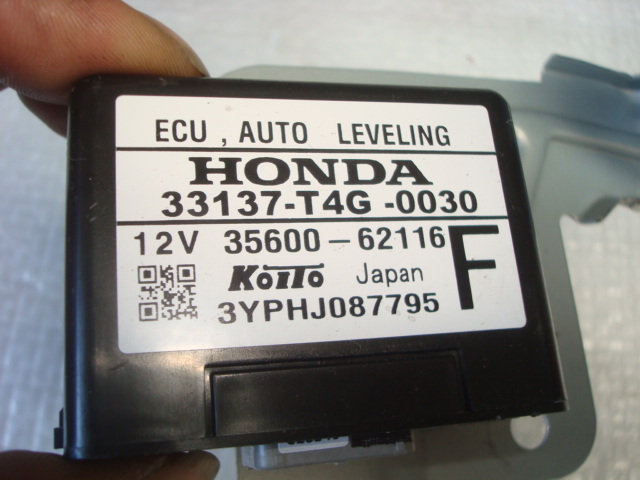 ECU , AUTO LEVELING
HONDA
33137-T4G -0030
12V 35600-62116 F
KOITO Japan
3YPHJ087795